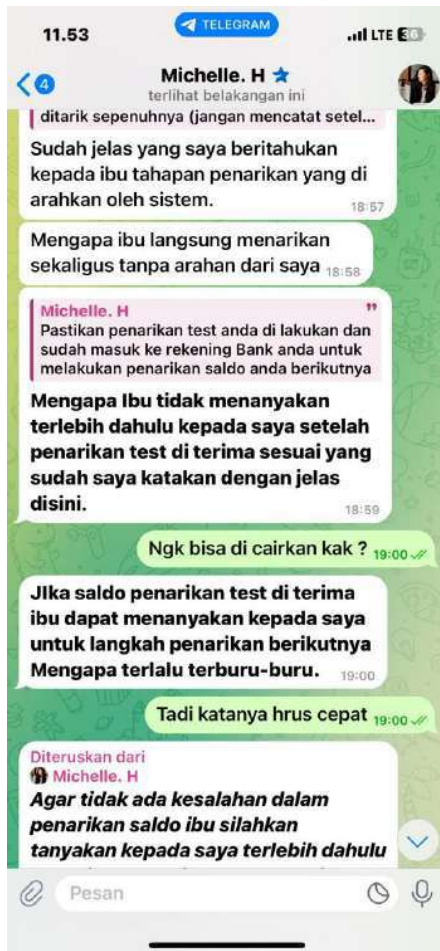 11.53
TELEGRAM
LTE
4
Michelle. H
terlihat belakangan ini
ditarik sepenuhnya (jangan mencatat setel...
Sudah jelas yang saya beritahukan
kepada ibu tahapan penarikan yang di
arahkan oleh sistem.
18:57
Mengapa ibu langsung menarikan
sekaligus tanpa arahan dari saya
18:58
Michelle. H
Pastikan penarikan test anda di lakukan dan
sudah masuk ke rekening Bank anda untuk
melakukan penarikan saldo anda berikutnya
Mengapa Ibu tidak menanyakan
terlebih dahulu kepada saya setelah
penarikan test di terima sesuai yang
sudah saya katakan dengan jelas
disini.
18:59
Ngk bisa di cairkan kak ?
19:00
JIka saldo penarikan test di terima
ibu dapat menanyakan kepada saya
untuk langkah penarikan berikutnya
Mengapa terlalu terburu-buru.
19:00
Tadi katanya hrus cepat
19:00
Diteruskan dari
Michelle. H
Agar tidak ada kesalahan dalam
penarikan saldo ibu silahkan
tanyakan kepada saya terlebih dahulu
Pesan